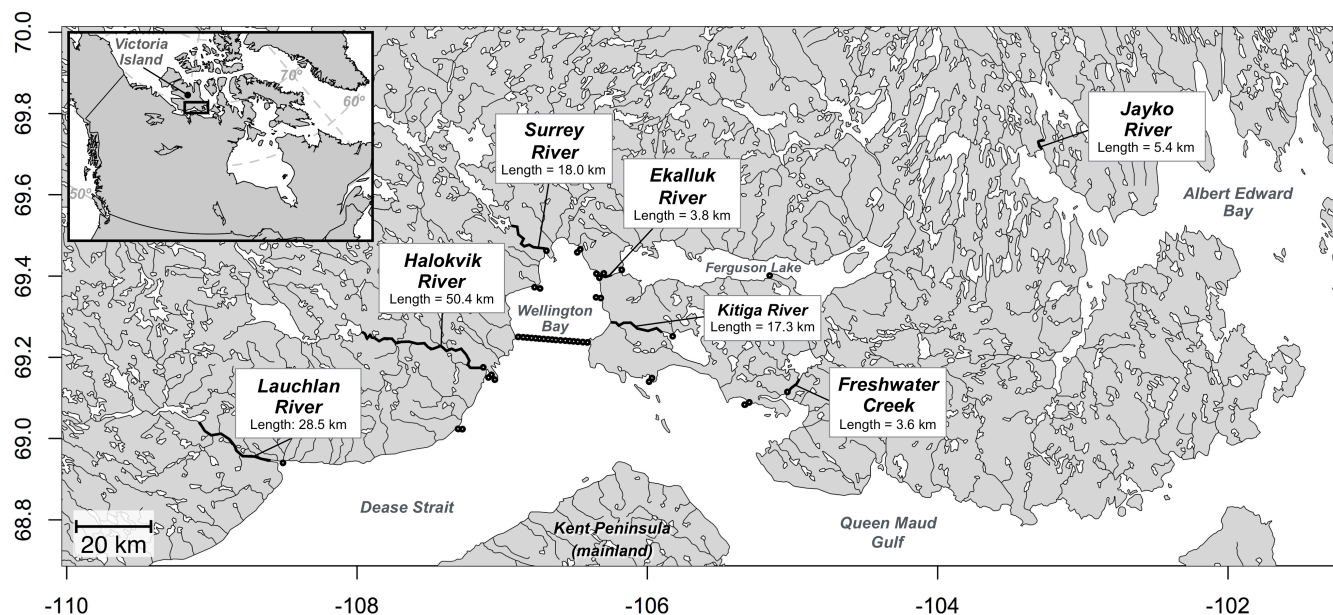 70.0
69.8
69.6
69.4
69.2
69.0
68.8
-110
-108
-106
-104
-102
Victoria
Island
70º
60º
50º
Surrey
River
Length = 18.0 km
Ekalluk
River
Length = 3.8 km
Jayko
River
Length = 5.4 km
Albert Edward
Bay
Halokvik
River
Length = 50.4 km
Ferguson Lake
Wellington
Bay
Kitiga River
Length = 17.3 km
Lauchlan
River
Length: 28.5 km
Freshwater
Creek
Length = 3.6 km
Dease Strait
Kent Peninsula
(mainland)
Queen Maud
Gulf
20 km